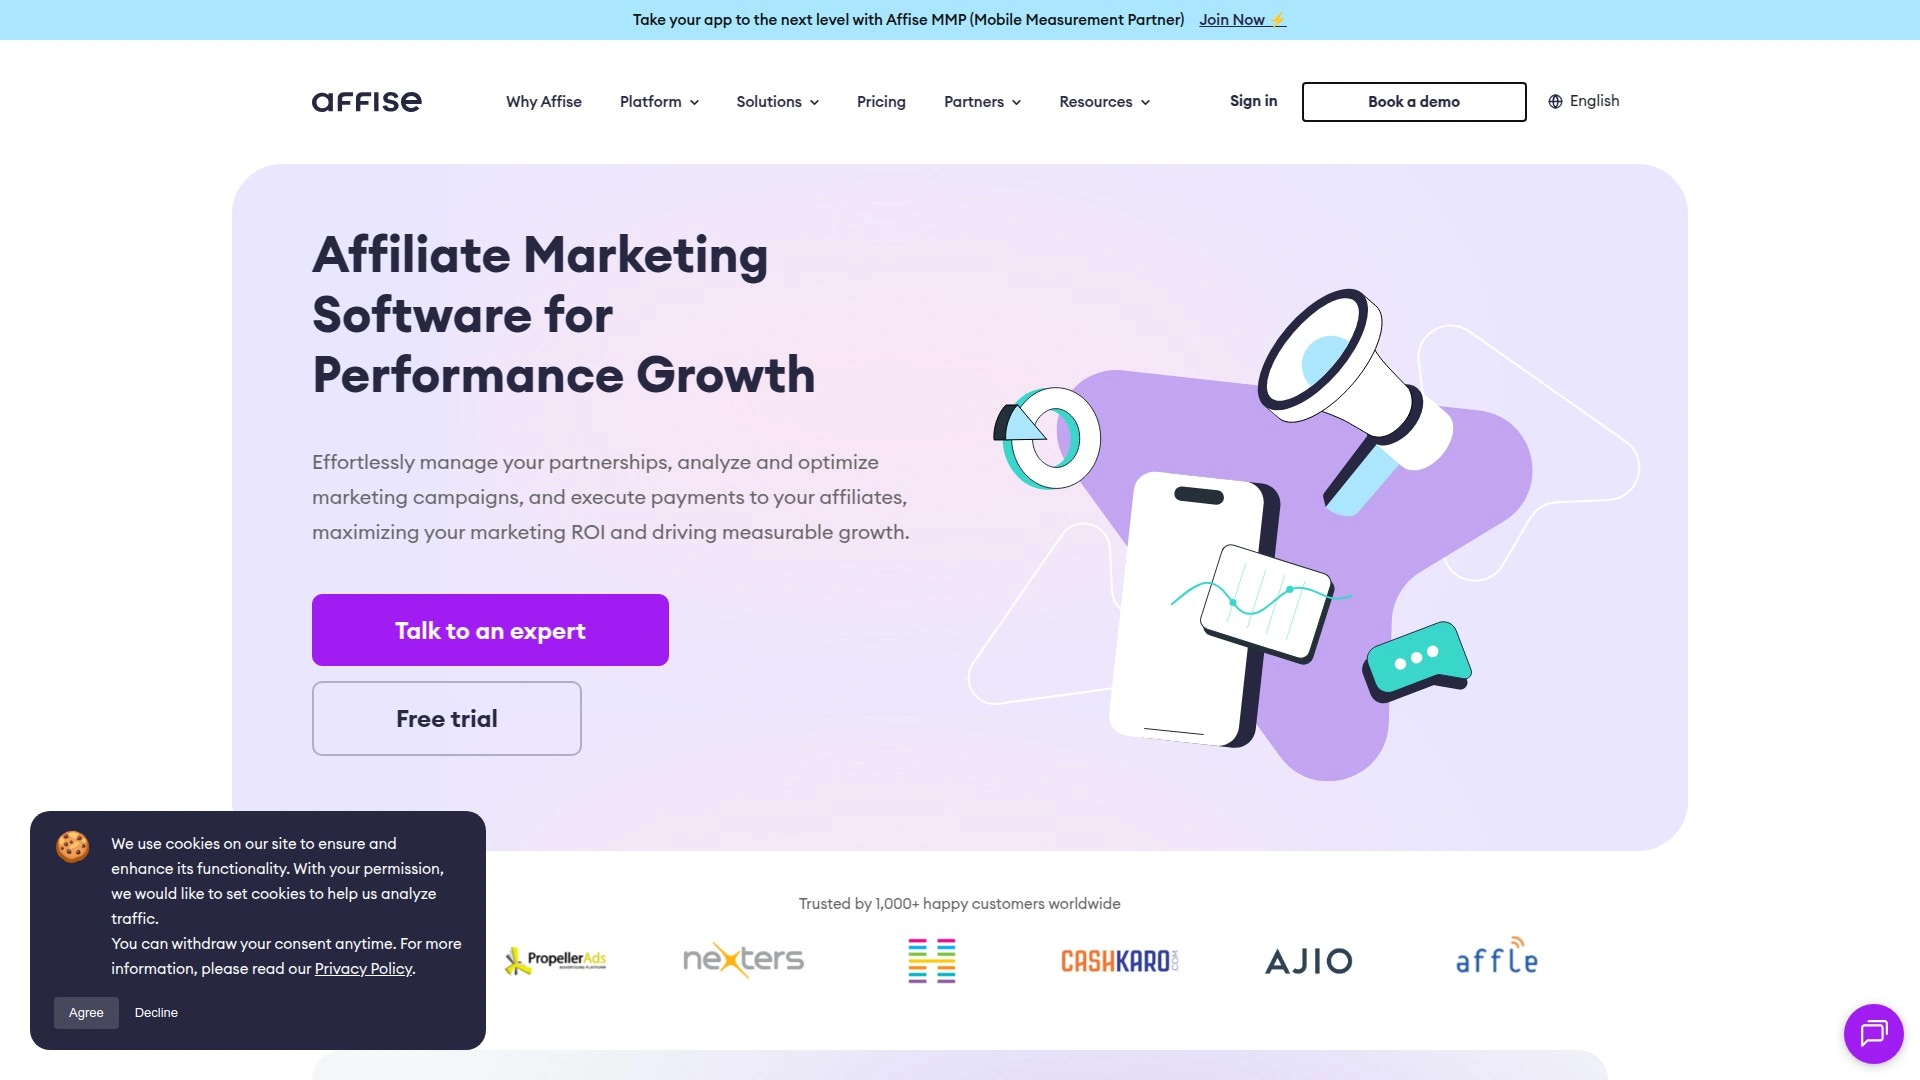 Take your app to the next level with Affise MMP (Mobile Measurement Partner) Join Now ⚡
affise
Why Affise
Platform
Solutions
Pricing
Partners
Resources
Sign in
Book a demo
English
Affiliate Marketing
Software for
Performance Growth
Effortlessly manage your partnerships, analyze and optimize
marketing campaigns, and execute payments to your affiliates,
maximizing your marketing ROI and driving measurable growth.
Talk to an expert
Free trial
We use cookies on our site to ensure and
enhance its functionality. With your permission,
we would like to set cookies to help us analyze
traffic.
You can withdraw your consent anytime. For more
information, please read our Privacy Policy.
Agree
Decline
Trusted by 1,000+ happy customers worldwide
PropellerAds
ADVERTISING PLATFORM
nexters
CASHKARO.COM
AJIO
affle